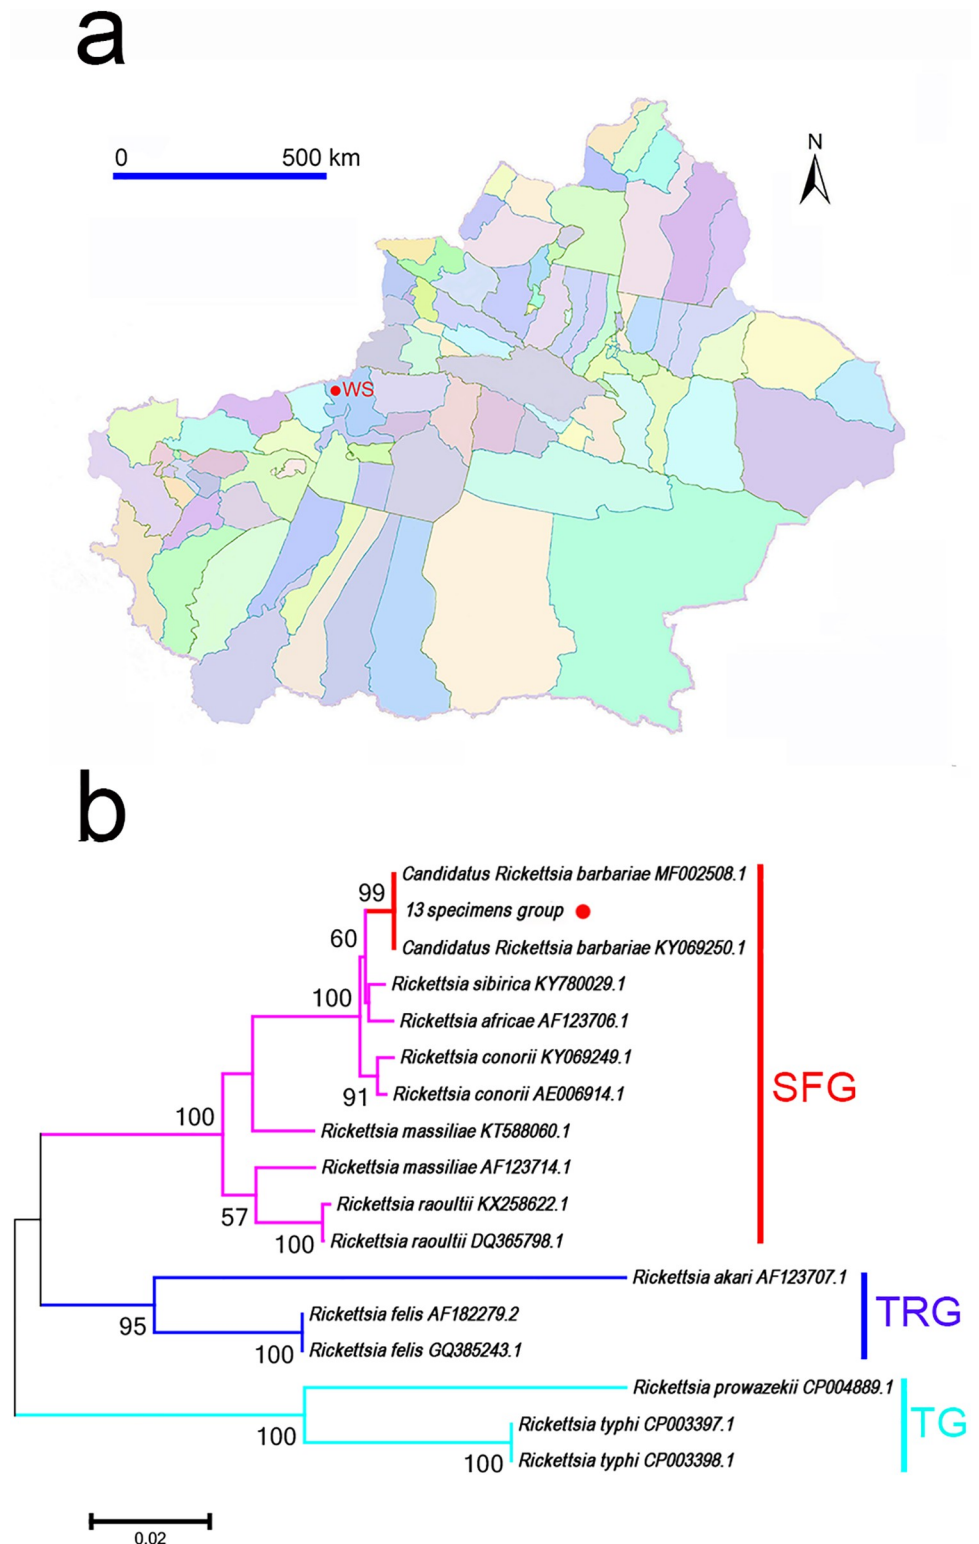 a
0 500 km
N
WS
b
Candidatus Rickettsia barbariae MF002508.1
99
13 specimens group
60
Candidatus Rickettsia barbariae KY069250.1
Rickettsia sibirica KY780029.1
100
Rickettsia africae AF123706.1
Rickettsia conorii KY069249.1
SFG
Rickettsia conorii AE006914.1
91
100
Rickettsia massiliae KT588060.1
Rickettsia massiliae AF123714.1
Rickettsia raoultii KX258622.1
57
Rickettsia raoultii DQ365798.1
100
Rickettsia akari AF123707.1
Rickettsia felis AF182279.2
TRG
95
Rickettsia felis GQ385243.1
100
Rickettsia prowazekii CP004889.1
Rickettsia typhi CP003397.1
TG
100
Rickettsia typhi CP003398.1
100
0.02